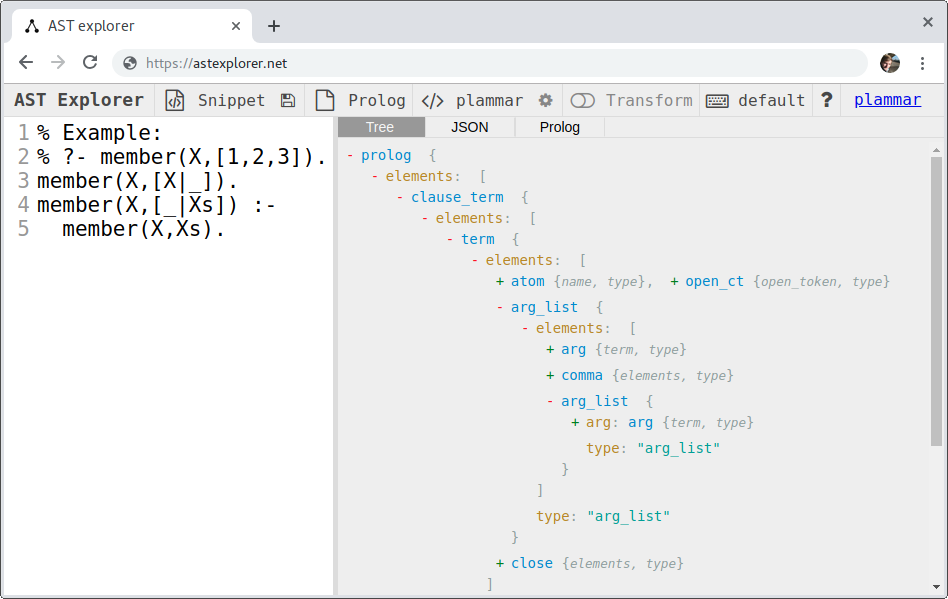 AST explorer
https://astexplorer.net
AST Explorer Snippet Prolog </> plammar Transform default ? plammar
Tree JSON Prolog
1 % Example:
2 % ?- member(X,[1,2,3]).
3 member(X,[X|_]).
4 member(X,[_|Xs]) :-
5 member(X,Xs).
- prolog {
- elements: [
- clause_term {
- elements: [
- term {
- elements: [
+ atom {name, type}, + open_ct {open_token, type}
- arg_list {
- elements: [
+ arg {term, type}
+ comma {elements, type}
- arg_list {
+ arg: arg {term, type}
type: "arg_list"
}
]
type: "arg_list"
}
+ close {elements, type}
]